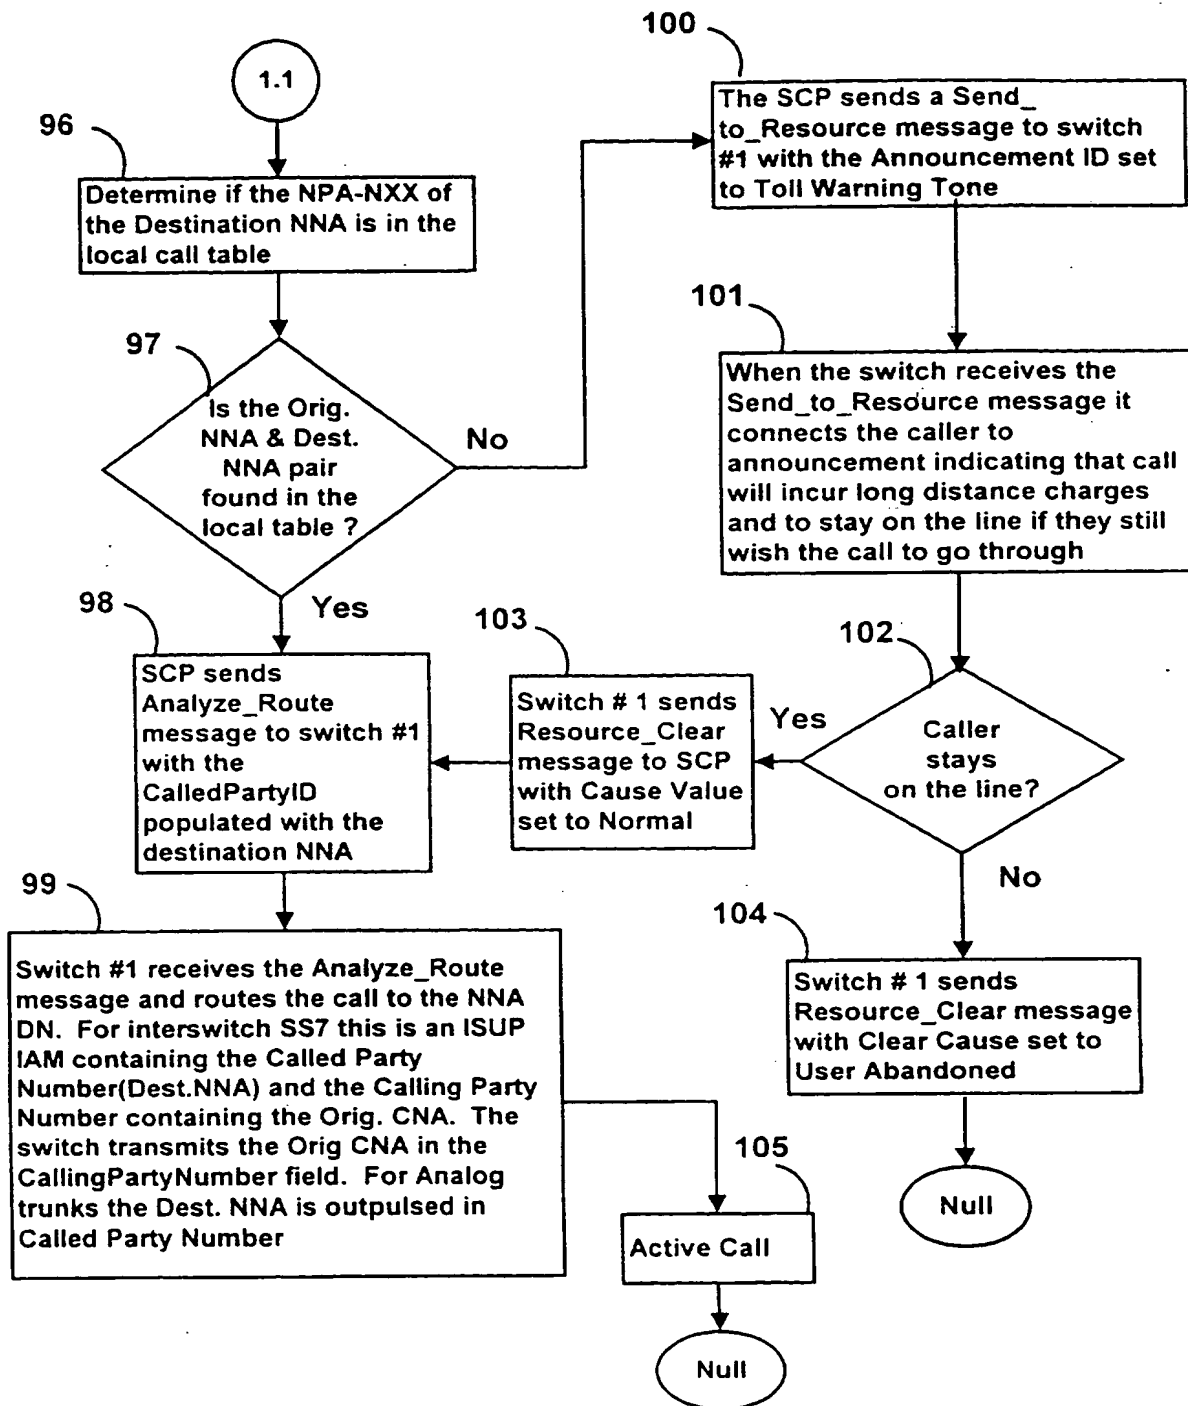 1.1
96
Determine if the NPA-NXX of
the Destination NNA is in the
local call table
97
Is the Orig.
NNA & Dest.
NNA pair
found in the
local table ?
No
Yes
98
SCP sends
Analyze_Route
message to switch #1
with the
CalledPartyID
populated with the
destination NNA
99
Switch #1 receives the Analyze_Route
message and routes the call to the NNA
DN. For interswitch SS7 this is an ISUP
IAM containing the Called Party
Number(Dest.NNA) and the Calling Party
Number containing the Orig. CNA. The
switch transmits the Orig CNA in the
CallingPartyNumber field. For Analog
trunks the Dest. NNA is outpulsed in
Called Party Number
100
The SCP sends a Send_
to_Resource message to switch
#1 with the Announcement ID set
to Toll Warning Tone
101
When the switch receives the
Send_to_Resource message it
connects the caller to
announcement indicating that call
will incur long distance charges
and to stay on the line if they still
wish the call to go through
102
Caller
stays
on the line?
Yes
103
Switch # 1 sends
Resource_Clear
message to SCP
with Cause Value
set to Normal
No
104
Switch # 1 sends
Resource_Clear message
with Clear Cause set to
User Abandoned
Null
105
Active Call
Null